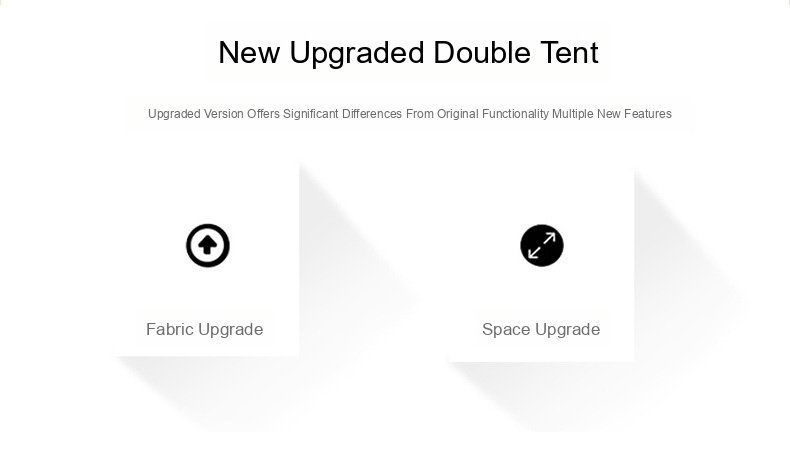 New Upgraded Double Tent
Upgraded Version Offers Significant Differences From Original Functionality Multiple New Features
Fabric Upgrade
Space Upgrade